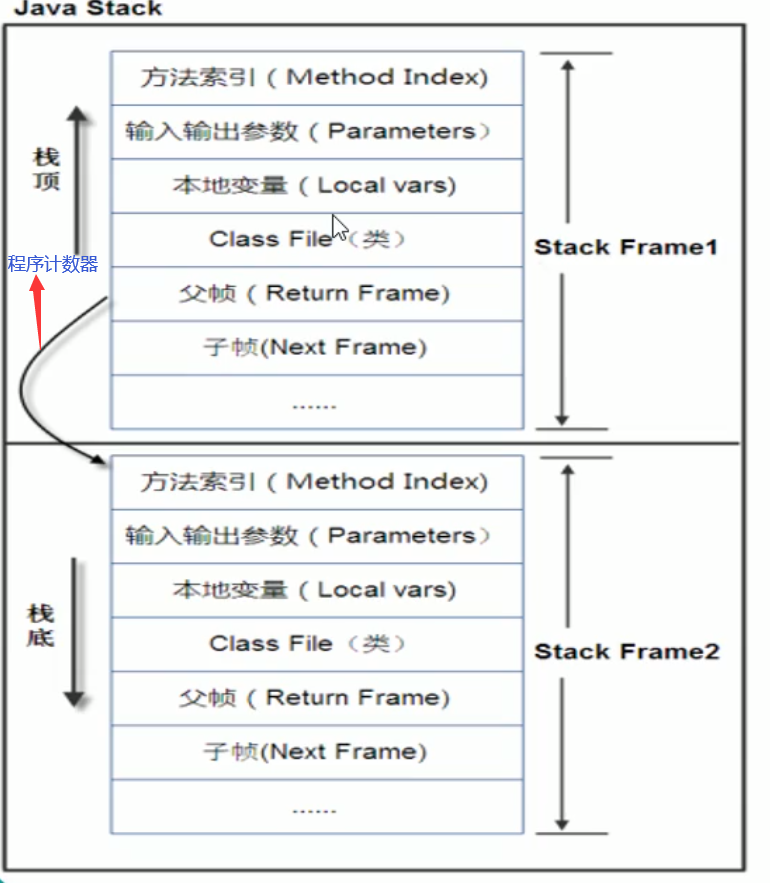 Java Stack
方法索引 ( Method Index)
输入输出参数 ( Parameters）
本地变量 ( Local vars)
Class File （类）
父帧 ( Return Frame)
子帧(Next Frame)
......
栈顶
程序计数器
Stack Frame1
方法索引 ( Method Index)
输入输出参数 ( Parameters）
本地变量 ( Local vars)
Class File （类）
父帧 ( Return Frame)
子帧(Next Frame)
......
栈底
Stack Frame2